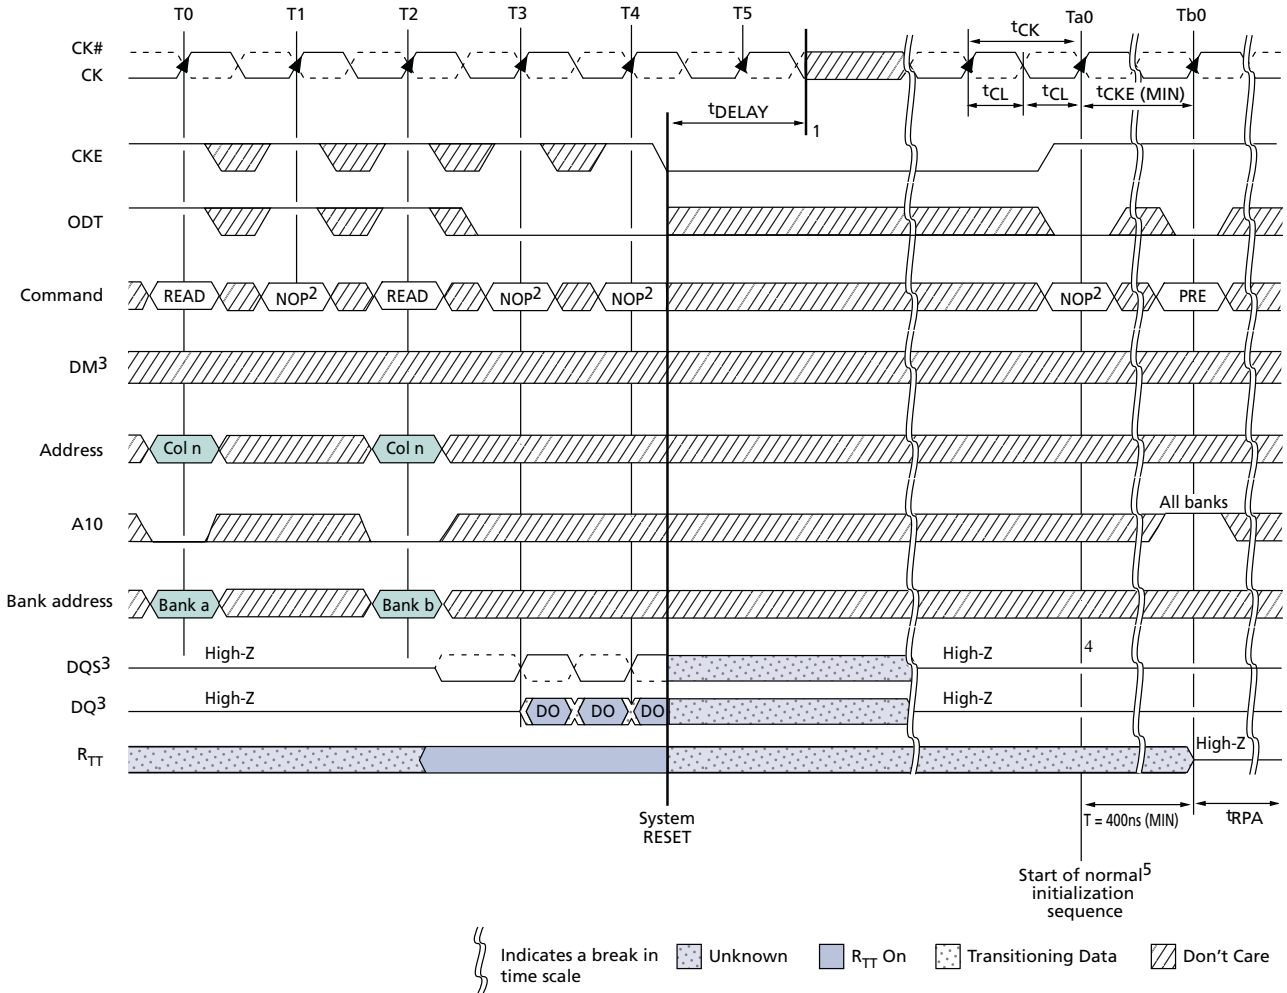 T0 T1 T2 T3 T4 T5 Ta0 Tb0
CK#
CK
tCK
tCL tCL tCKE (MIN)
tDELAY
1
CKE
ODT
Command READ NOP2 READ NOP2 NOP2 NOP2 PRE
DM3
Address Col n Col n
All banks
A10
Bank address Bank a Bank b
DQS3 High-Z High-Z 4
DQ3 High-Z DO DO DO High-Z
RTT High-Z
System
RESET
T = 400ns (MIN) tRPA
Start of normal5
initialization
sequence
Indicates a break in
time scale
Unknown RTT On Transitioning Data Don't Care